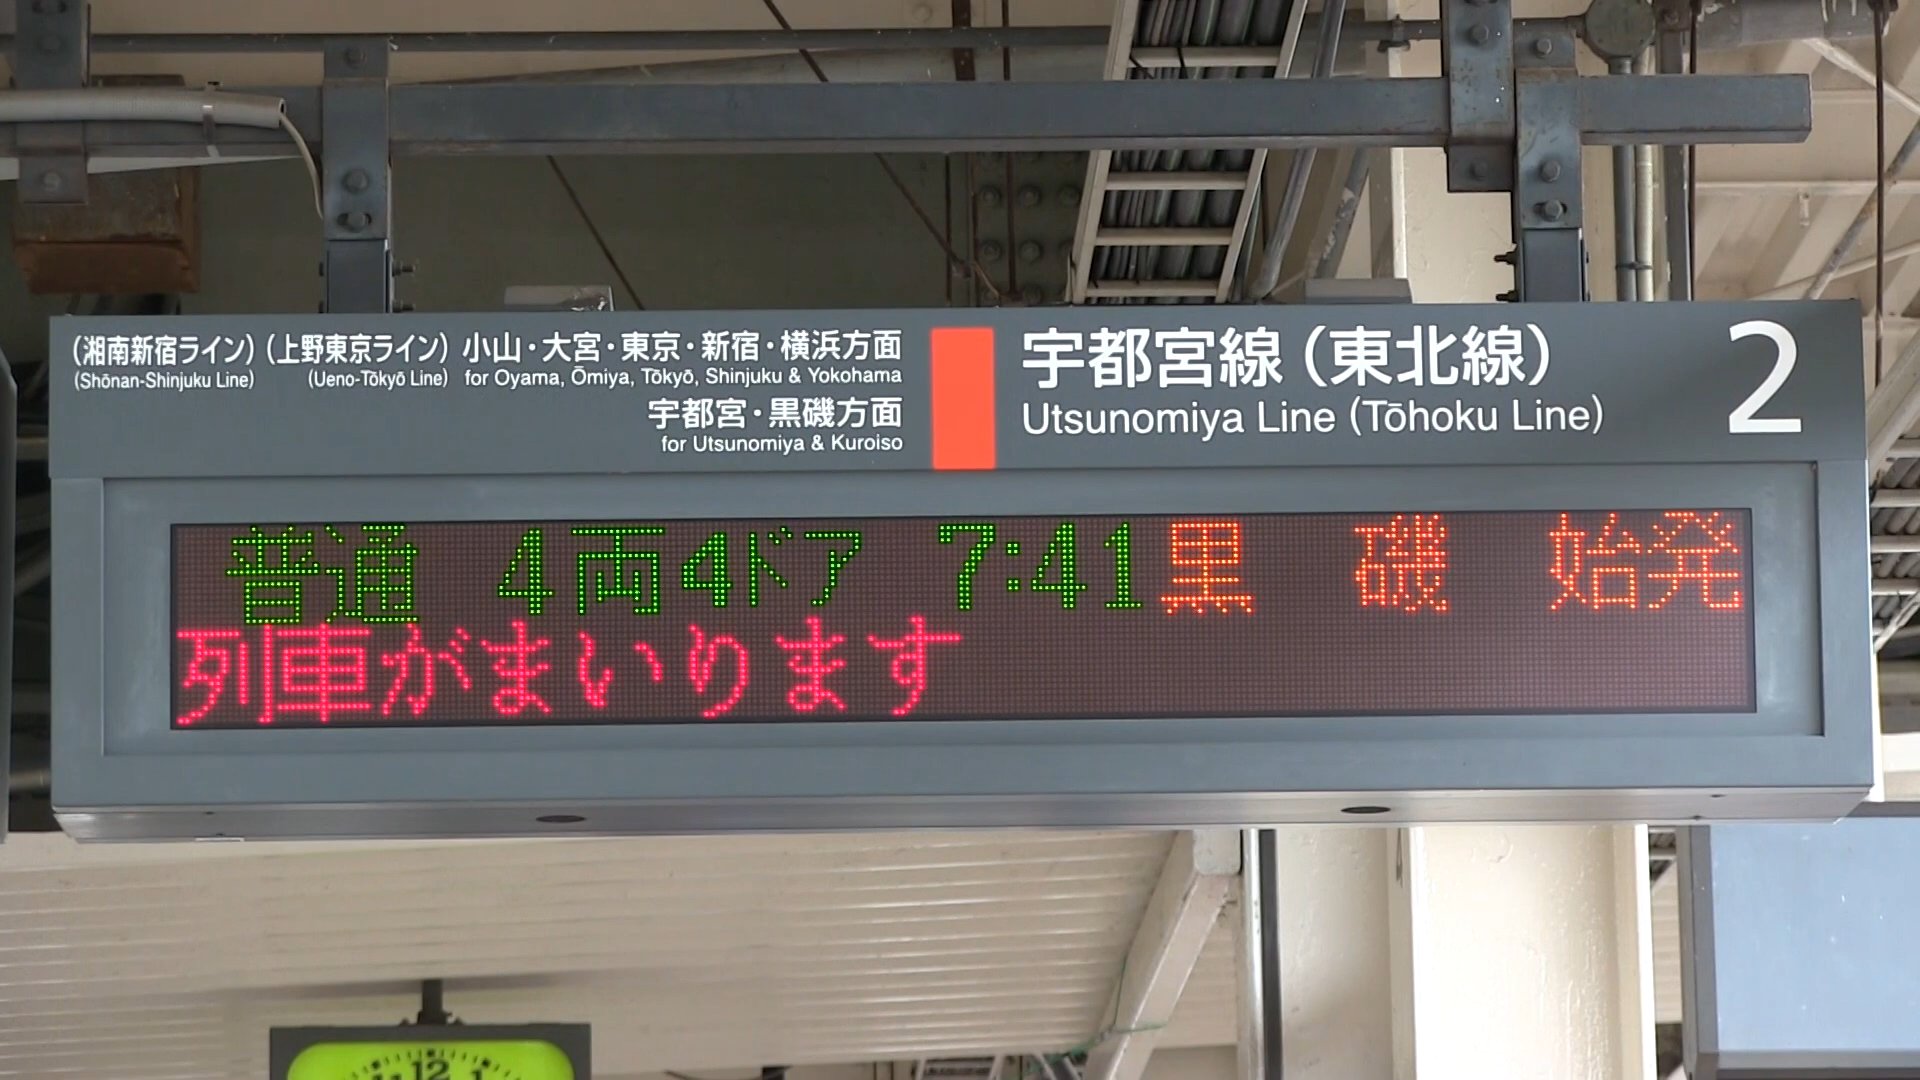 (湘南新宿ライン) (上野東京ライン) 小山・大宮・東京・新宿・横浜方面
(Shōnan-Shinjuku Line) (Ueno-Tōkyō Line) for Oyama, Ōmiya, Tōkyō, Shinjuku & Yokohama
宇都宮・黒磯方面
for Utsunomiya & Kuroiso
宇都宮線(東北線)
Utsunomiya Line (Tōhoku Line)
2
普通 4両4ドア 7:41 黒 磯 始発
列車がまいります
11 12 1